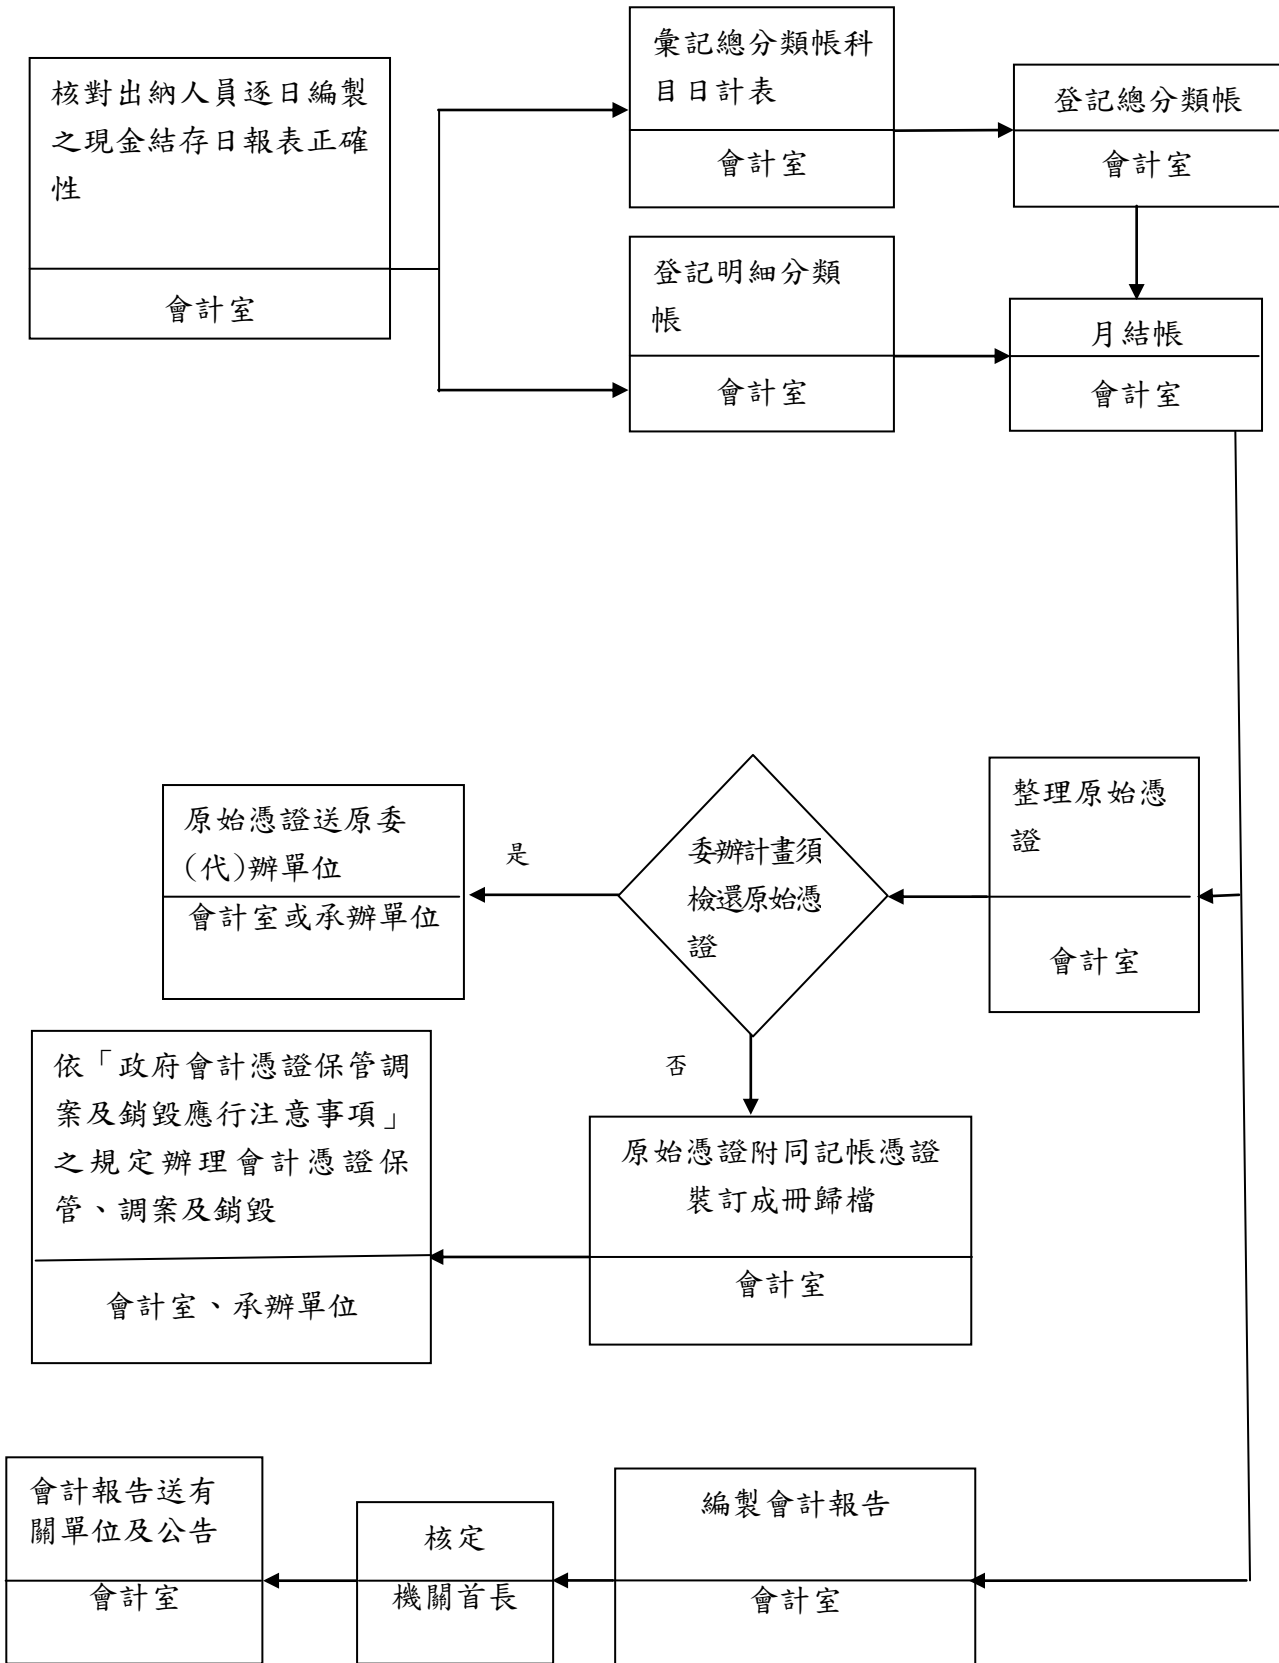 核對出納人員逐日編製
之現金結存日報表正確
性
會計室
彙記總分類帳科
目日計表
會計室
登記總分類帳
會計室
登記明細分類
帳
會計室
月結帳
會計室
整理原始憑
證
會計室
委辦計畫須
檢還原始憑
證
是
原始憑證送原委
(代)辦單位
會計室或承辦單位
否
原始憑證附同記帳憑證
裝訂成冊歸檔
會計室
依「政府會計憑證保管調
案及銷毀應行注意事項」
之規定辦理會計憑證保
管、調案及銷毀
會計室、承辦單位
編製會計報告
會計室
核定
機關首長
會計報告送有
關單位及公告
會計室